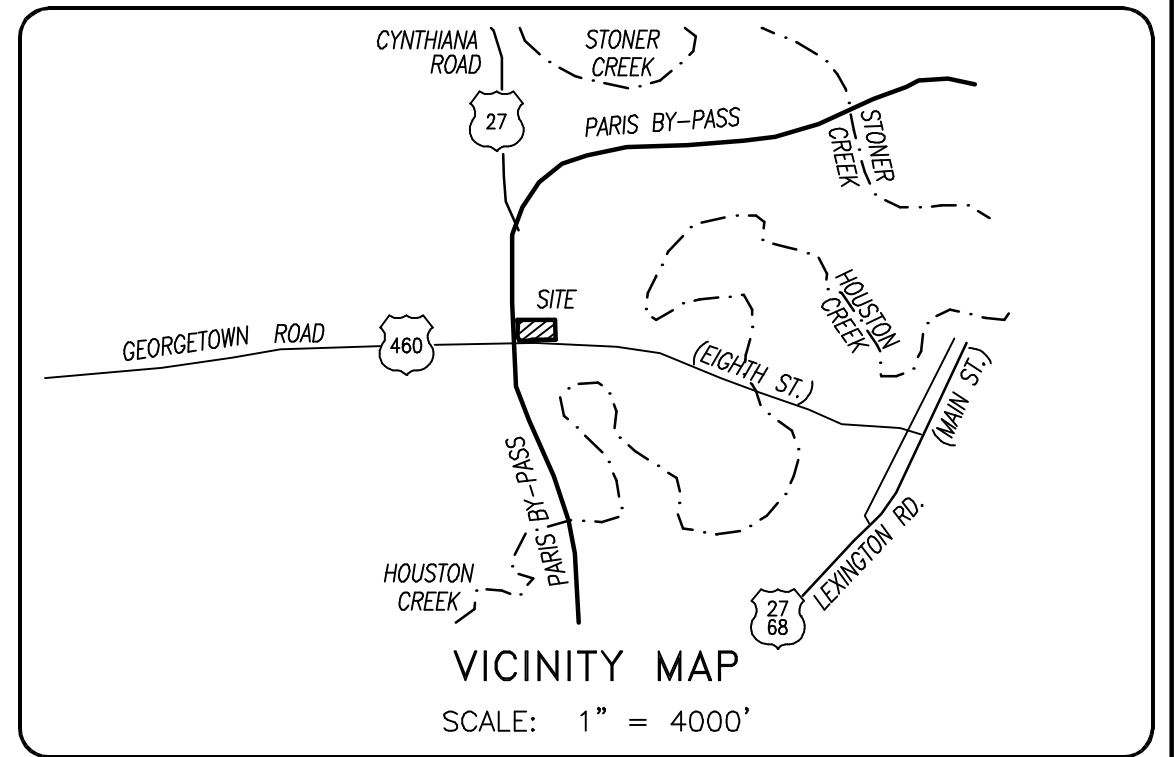 CYNTHIANA
ROAD
STONER
CREEK
27
PARIS BY-PASS
STONER
CREEK
HOUSTON
CREEK
SITE
GEORGETOWN ROAD
460
(EIGHTH ST.)
(MAIN ST.)
PARIS BY-PASS
LEXINGTON RD.
HOUSTON
CREEK
27
68
VICINITY MAP
SCALE: 1" = 4000'